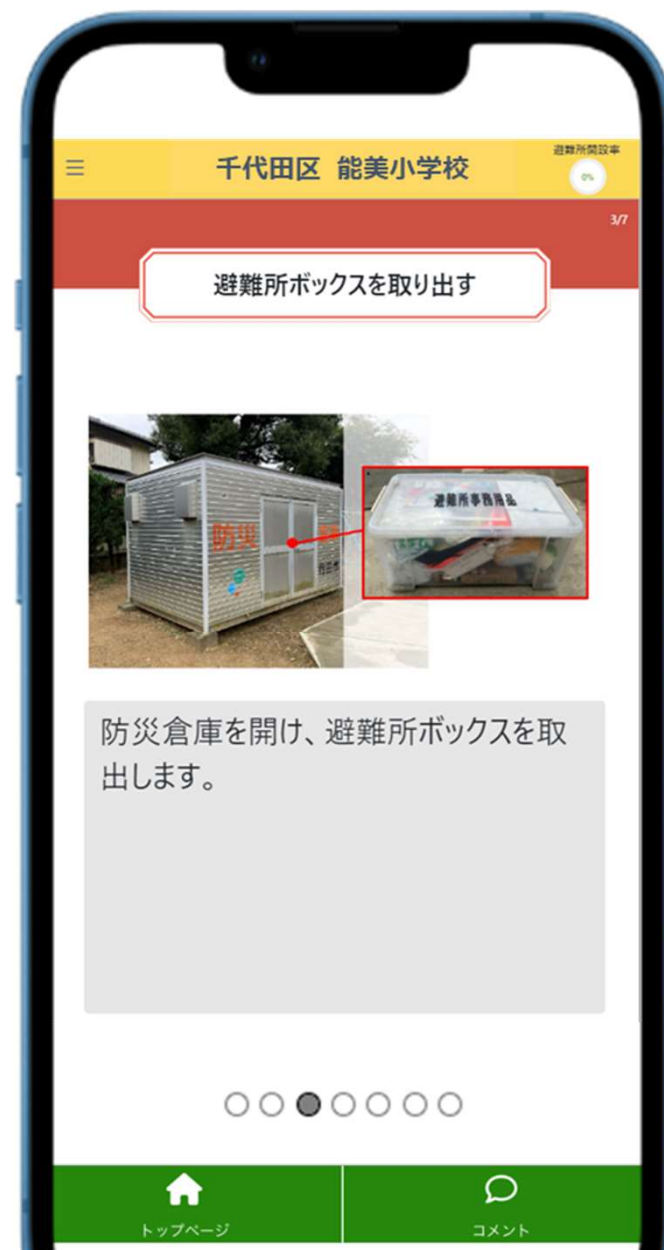 千代田区 能美小学校
避難所開設率
0%
3/7
避難所ボックスを取り出す
防災
避難所事務用品
防災倉庫を開け、避難所ボックスを取
出します。
トップページ
コメント